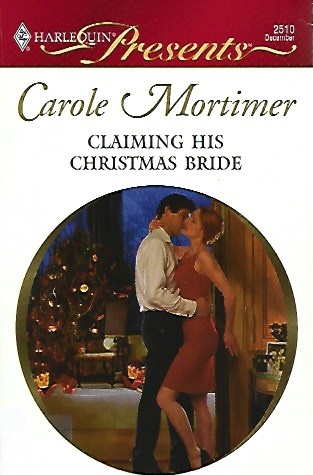 HARLEQUIN Presents®
2510
December
Carole Mortimer
CLAIMING HIS
CHRISTMAS BRIDE